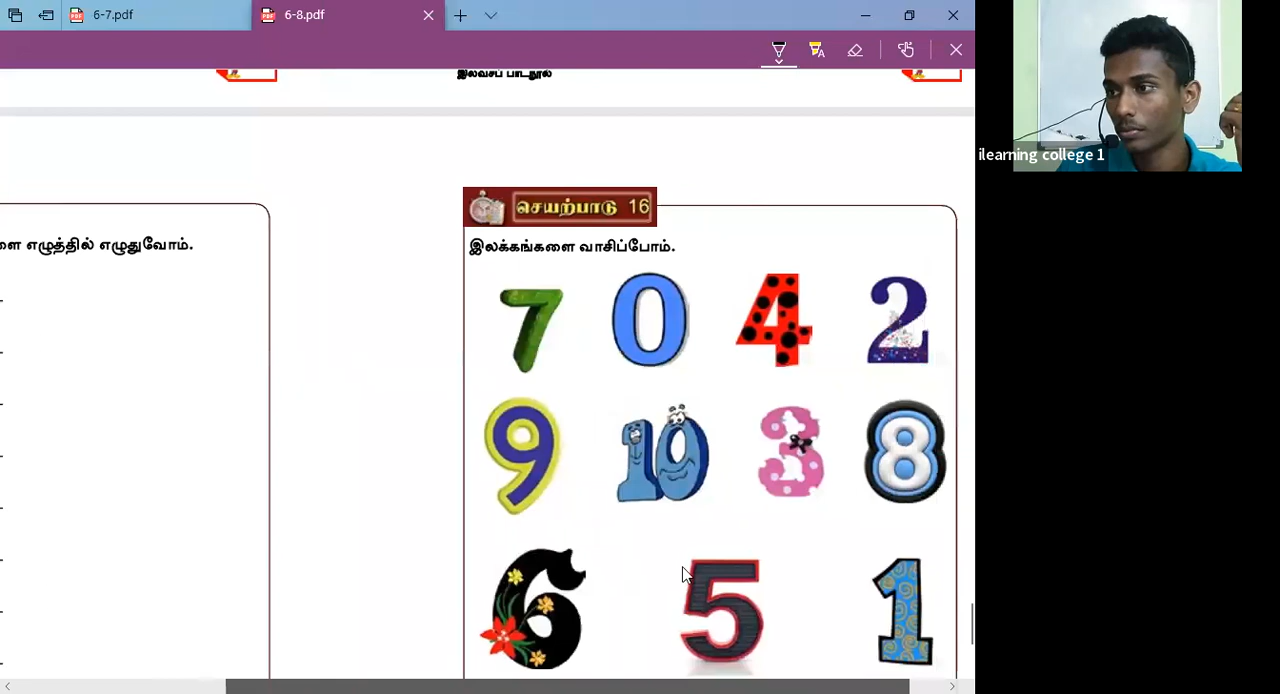 6-7.pdf
6-8.pdf
இலவசப் பாடநூல்
ilearning college 1
செயற்பாடு 16
ளை எழுத்தில் எழுதுவோம்.
இலக்கங்களை வாசிப்போம்.
7 0 4 2
9 10 3 8
6 5 1